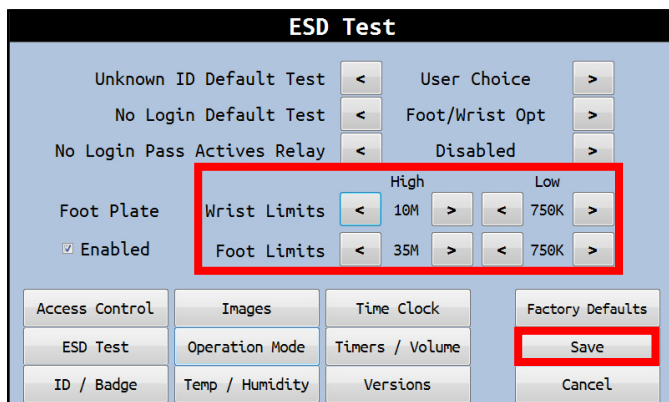 ESD Test
Unknown ID Default Test < User Choice >
No Login Default Test < Foot/Wrist Opt >
No Login Pass Actives Relay < Disabled >
High Low
Foot Plate Wrist Limits < 10M > < 750K >
Enabled Foot Limits < 35M > < 750K >
Access Control Images Time Clock Factory Defaults
ESD Test Operation Mode Timers / Volume Save
ID / Badge Temp / Humidity Versions Cancel